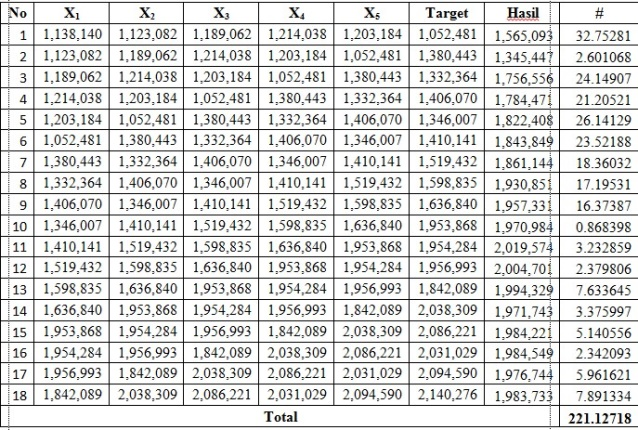 No X₁ X₂ X₃ X₄ X₅ Target Hasil #
1 1,138,140 1,123,082 1,189,062 1,214,038 1,203,184 1,052,481 1,565,093 32.75281
2 1,123,082 1,189,062 1,214,038 1,203,184 1,052,481 1,380,443 1,345,447 2.601068
3 1,189,062 1,214,038 1,203,184 1,052,481 1,380,443 1,332,364 1,756,556 24.14907
4 1,214,038 1,203,184 1,052,481 1,380,443 1,332,364 1,406,070 1,784,471 21.20521
5 1,203,184 1,052,481 1,380,443 1,332,364 1,406,070 1,346,007 1,822,408 26.14129
6 1,052,481 1,380,443 1,332,364 1,406,070 1,346,007 1,410,141 1,843,849 23.52188
7 1,380,443 1,332,364 1,406,070 1,346,007 1,410,141 1,519,432 1,861,144 18.36032
8 1,332,364 1,406,070 1,346,007 1,410,141 1,519,432 1,598,835 1,930,851 17.19531
9 1,406,070 1,346,007 1,410,141 1,519,432 1,598,835 1,636,840 1,957,331 16.37387
10 1,346,007 1,410,141 1,519,432 1,598,835 1,636,840 1,953,868 1,970,984 0.868398
11 1,410,141 1,519,432 1,598,835 1,636,840 1,953,868 1,954,284 2,019,574 3.232859
12 1,519,432 1,598,835 1,636,840 1,953,868 1,954,284 1,956,993 2,004,701 2.379806
13 1,598,835 1,636,840 1,953,868 1,954,284 1,956,993 1,842,089 1,994,329 7.633645
14 1,636,840 1,953,868 1,954,284 1,956,993 1,842,089 2,038,309 1,971,743 3.375997
15 1,953,868 1,954,284 1,956,993 1,842,089 2,038,309 2,086,221 1,984,221 5.140556
16 1,954,284 1,956,993 1,842,089 2,038,309 2,086,221 2,031,029 1,984,549 2.342093
17 1,956,993 1,842,089 2,038,309 2,086,221 2,031,029 2,094,590 1,976,744 5.961621
18 1,842,089 2,038,309 2,086,221 2,031,029 2,094,590 2,140,276 1,983,733 7.891334
Total 221.12718